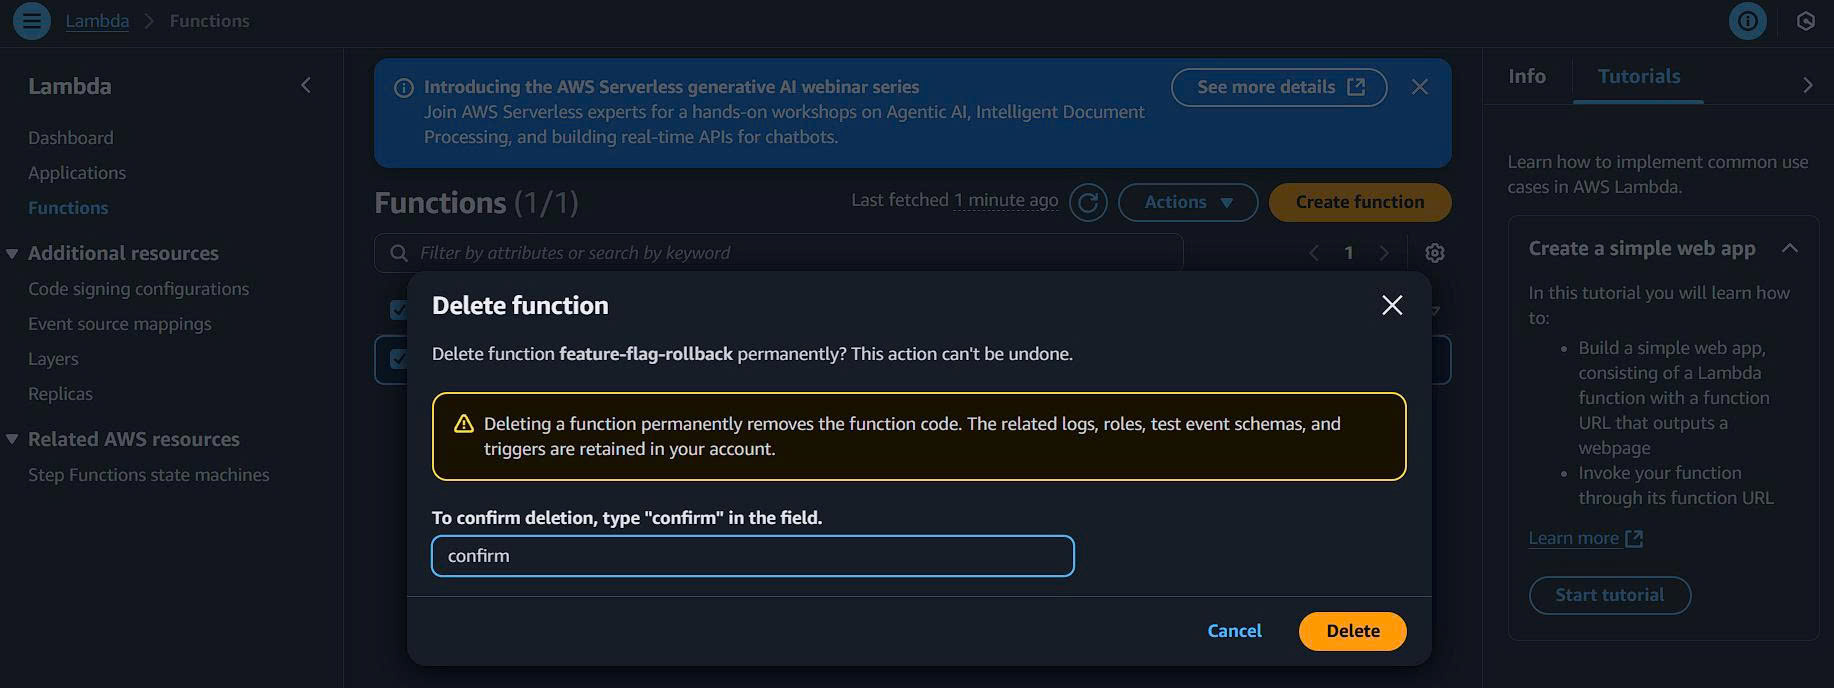 Lambda > Functions
Lambda
Dashboard
Applications
Functions
Additional resources
Code signing configurations
Event source mappings
Layers
Replicas
Related AWS resources
Step Functions state machines
Introducing the AWS Serverless generative AI webinar series
Join AWS Serverless experts for a hands-on workshops on Agentic AI, Intelligent Document
Processing, and building real-time APIs for chatbots.
See more details
Functions (1/1)
Last fetched 1 minute ago
Actions
Create function
Filter by attributes or search by keyword
1
Delete function
Delete function feature-flag-rollback permanently? This action can't be undone.
Deleting a function permanently removes the function code. The related logs, roles, test event schemas, and
triggers are retained in your account.
To confirm deletion, type "confirm" in the field.
confirm
Cancel
Delete
Info
Tutorials
Learn how to implement common use
cases in AWS Lambda.
Create a simple web app
In this tutorial you will learn how
to:
• Build a simple web app,
consisting of a Lambda
function with a function
URL that outputs a
webpage
• Invoke your function
through its function URL
Learn more
Start tutorial